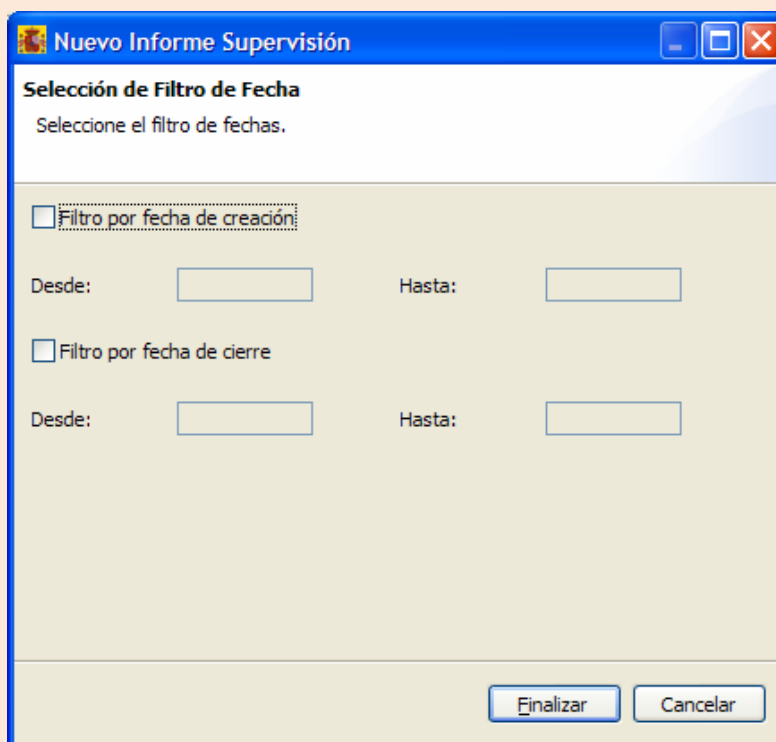 Nuevo Informe Supervisión
Selección de Filtro de Fecha
Seleccione el filtro de fechas.
Filtro por fecha de creación
Desde: Hasta:
Filtro por fecha de cierre
Desde: Hasta:
Finalizar Cancelar